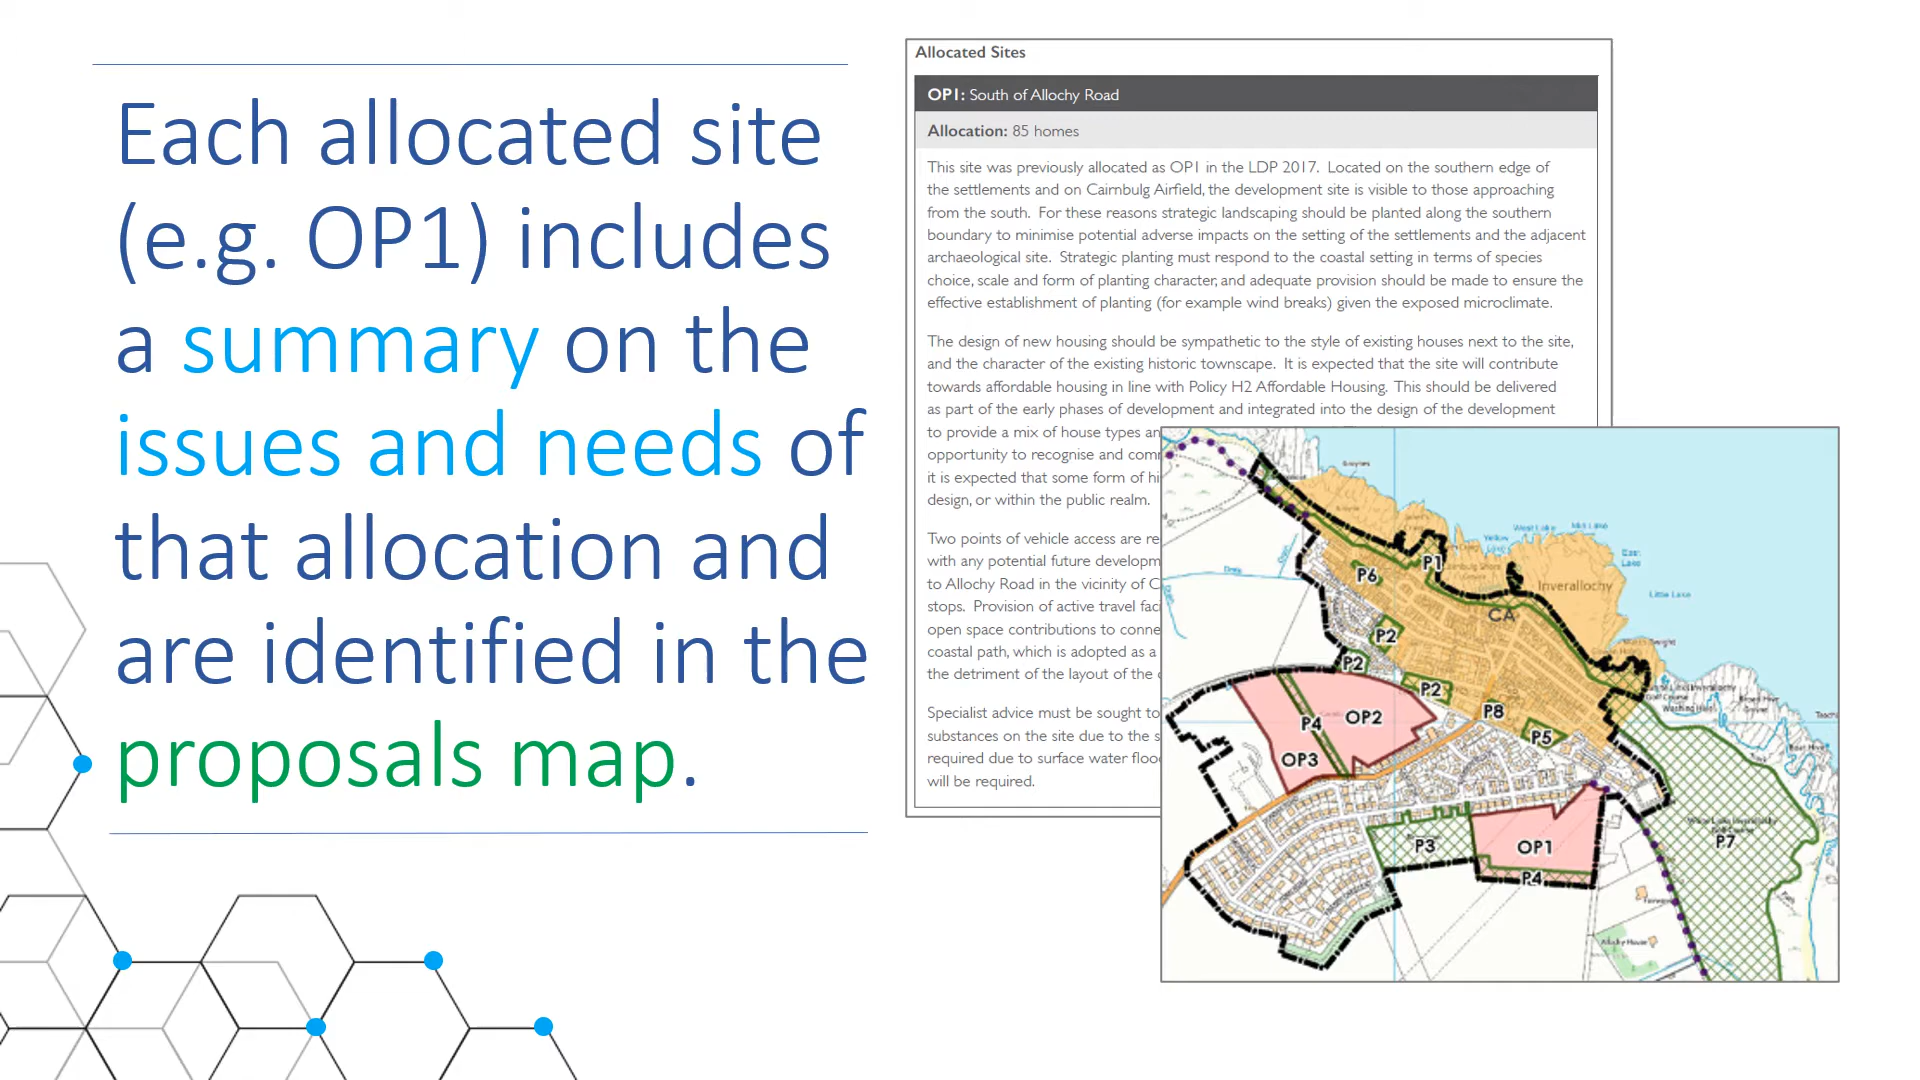 Each allocated site
(e.g. OP1) includes
a summary on the
issues and needs of
that allocation and
are identified in the
proposals map.
Allocated Sites
OP1: South of Allochy Road
Allocation: 85 homes
This site was previously allocated as OP1 in the LDP 2017. Located on the southern edge of
the settlements and on Cairnbulg Airfield, the development site is visible to those approaching
from the south. For these reasons strategic landscaping should be planted along the southern
boundary to minimise potential adverse impacts on the setting of the settlements and the adjacent
archaeological site. Strategic planting must respond to the coastal setting in terms of species
choice, scale and form of planting character, and adequate provision should be made to ensure the
effective establishment of planting (for example wind breaks) given the exposed microclimate.
The design of new housing should be sympathetic to the style of existing houses next to the site,
and the character of the existing historic townscape. It is expected that the site will contribute
towards affordable housing in line with Policy H2 Affordable Housing. This should be delivered
as part of the early phases of development and integrated into the design of the development
to provide a mix of house types an
opportunity to recognise and com
it is expected that some form of hi
design, or within the public realm.
Two points of vehicle access are re
with any potential future developm
to Allochy Road in the vicinity of C
stops. Provision of active travel faci
open space contributions to conne
coastal path, which is adopted as a
the detriment of the layout of the
Specialist advice must be sought to
substances on the site due to the s
required due to surface water floo
will be required.
West Lake
Mid Lake
Yellow
East
Lake
P1
P6
Inverallochy
Little Lake
CA
P2
P2
P2
P8
P4
OP2
P5
OP3
P3
OP1
P4
P7
Allochy House